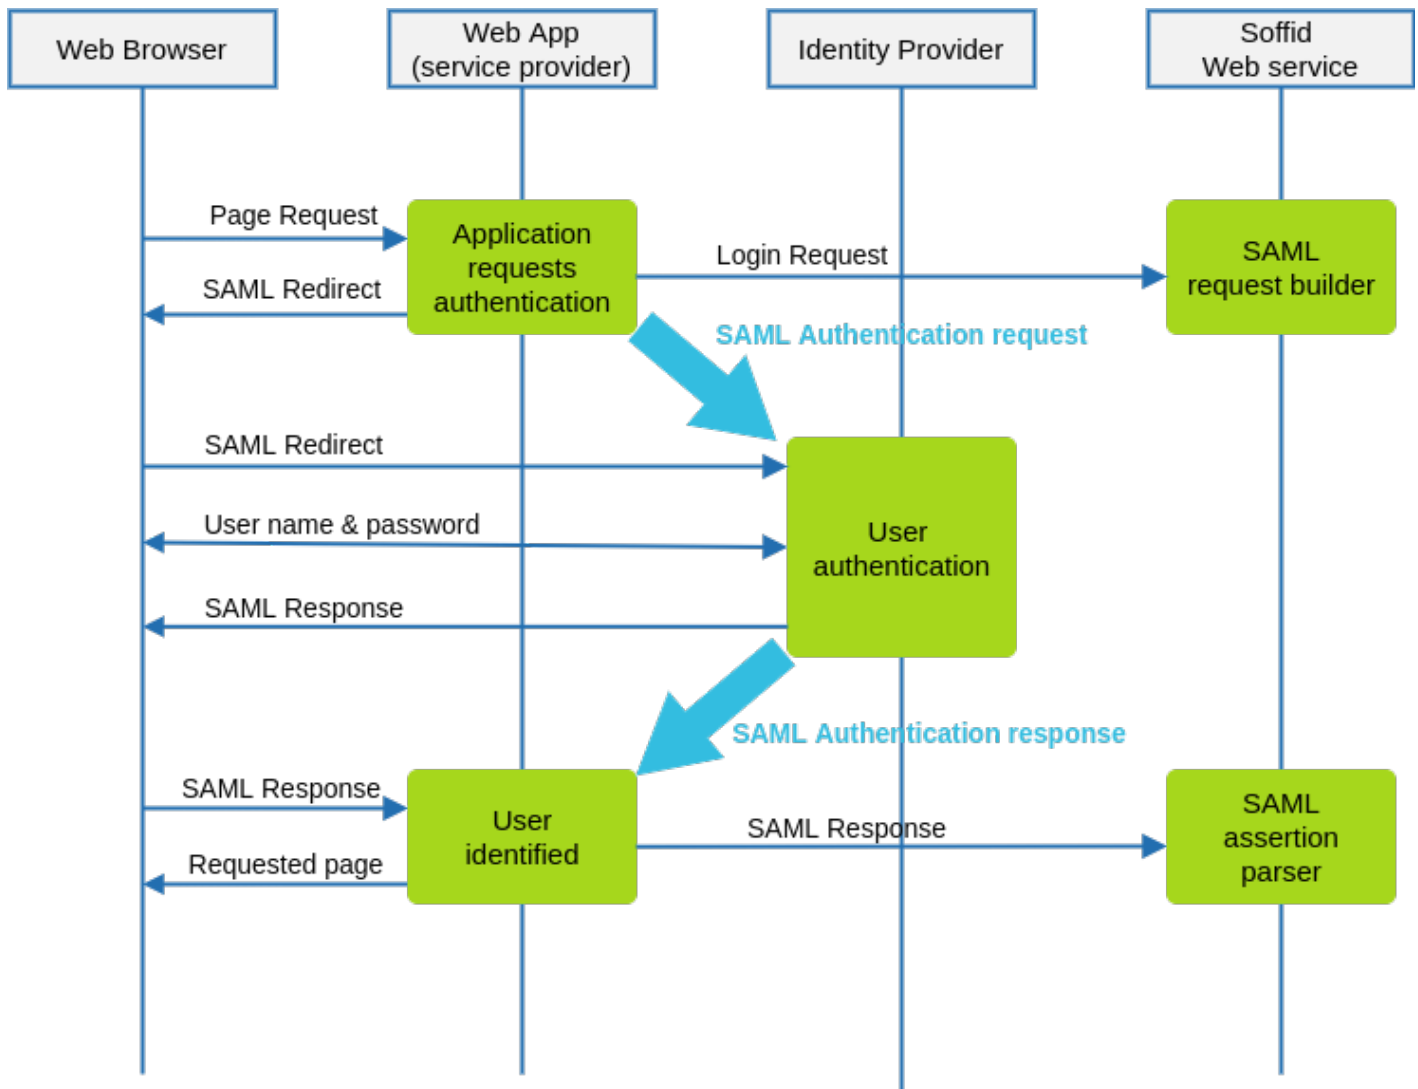 Web Browser
Web App
(service provider)
Identity Provider
Soffid
Web service
Page Request
Application
requests
authentication
Login Request
SAML
request builder
SAML Redirect
SAML Authentication request
SAML Redirect
User name & password
User
authentication
SAML Response
SAML Authentication response
SAML Response
User
identified
SAML Response
SAML
assertion
parser
Requested page